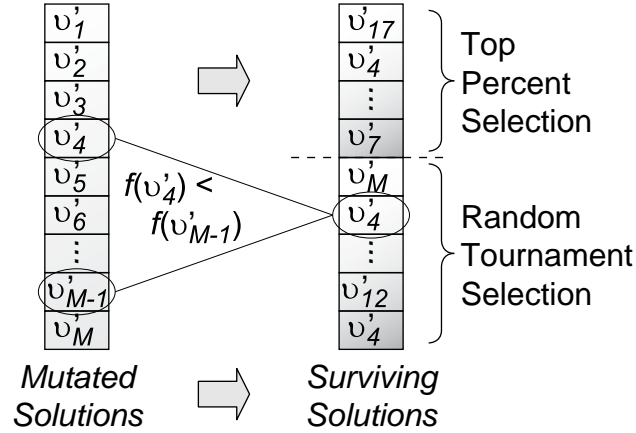 υ'1
υ'2
υ'3
υ'4
υ'5
υ'6
⋮
υ'M-1
υ'M
Mutated
Solutions
f(υ'4) <
f(υ'M-1)
υ'17
υ'4
⋮
υ'7
υ'M
υ'4
⋮
υ'12
υ'4
Surviving
Solutions
Top
Percent
Selection
Random
Tournament
Selection